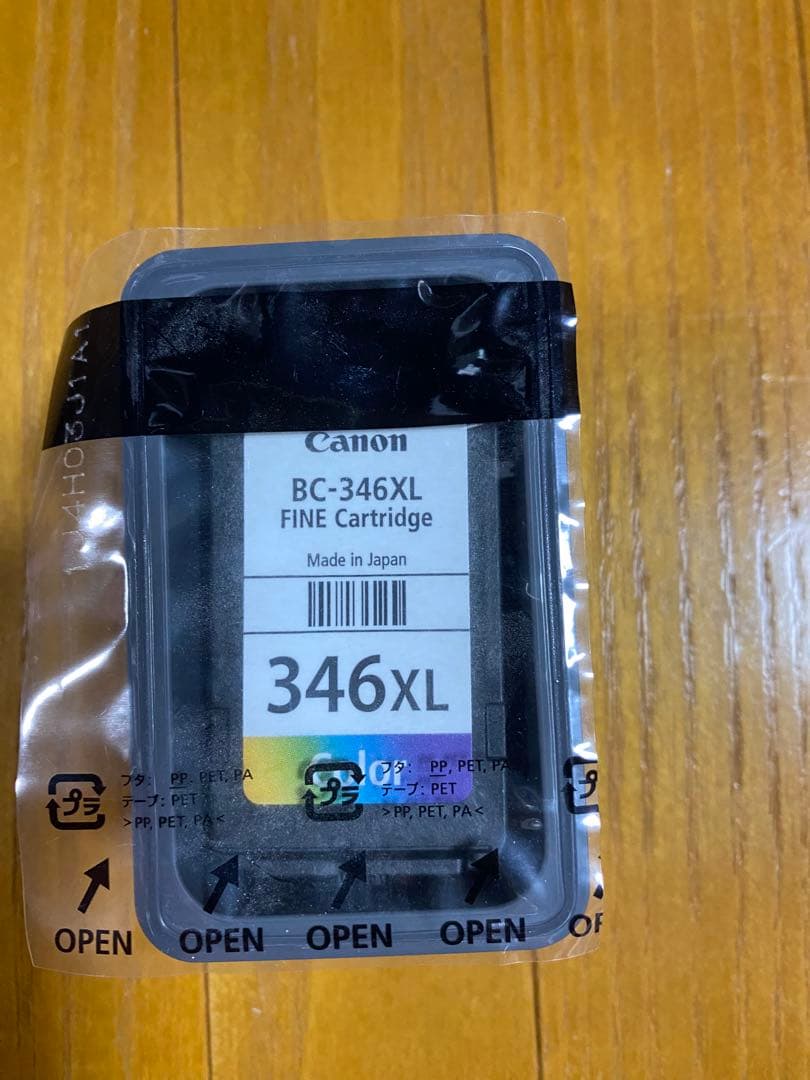 Canon
BC-346XL
FINE Cartridge
Made in Japan
346XL
Color
プラ
フタ: PP, PET, PA
テープ: PET
>PP, PET, PA<
プラ
フタ: PP, PET, PA
テープ: PET
>PP, PET, PA<
OPEN
OPEN
OPEN
OPEN